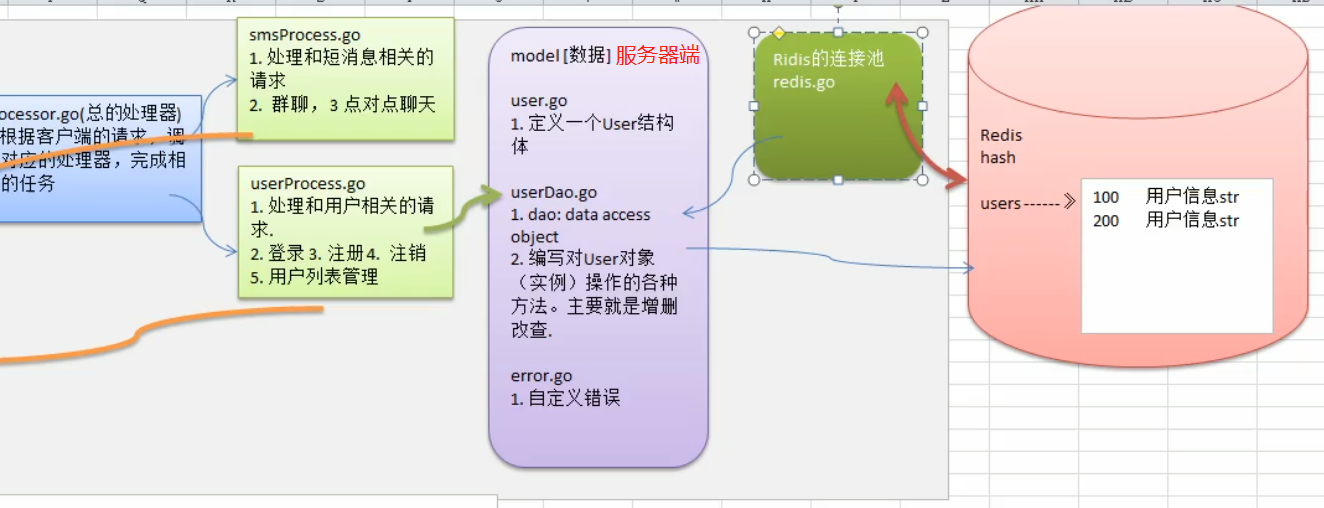 smsProcess.go
1. 处理和短消息相关的
请求
2. 群聊，3 点对点聊天
ocessor.go(总的处理器)
根据客户端的请求，调
对应的处理器，完成相
的任务
userProcess.go
1. 处理和用户相关的请
求.
2. 登录 3. 注册 4. 注销
5. 用户列表管理
model [数据] 服务器端
user.go
1. 定义一个User结构
体
userDao.go
1. dao: data access
object
2. 编写对User对象
（实例）操作的各种
方法。主要就是增删
改查.
error.go
1. 自定义错误
Ridis的连接池
redis.go
Redis
hash
users ------
100 用户信息str
200 用户信息str